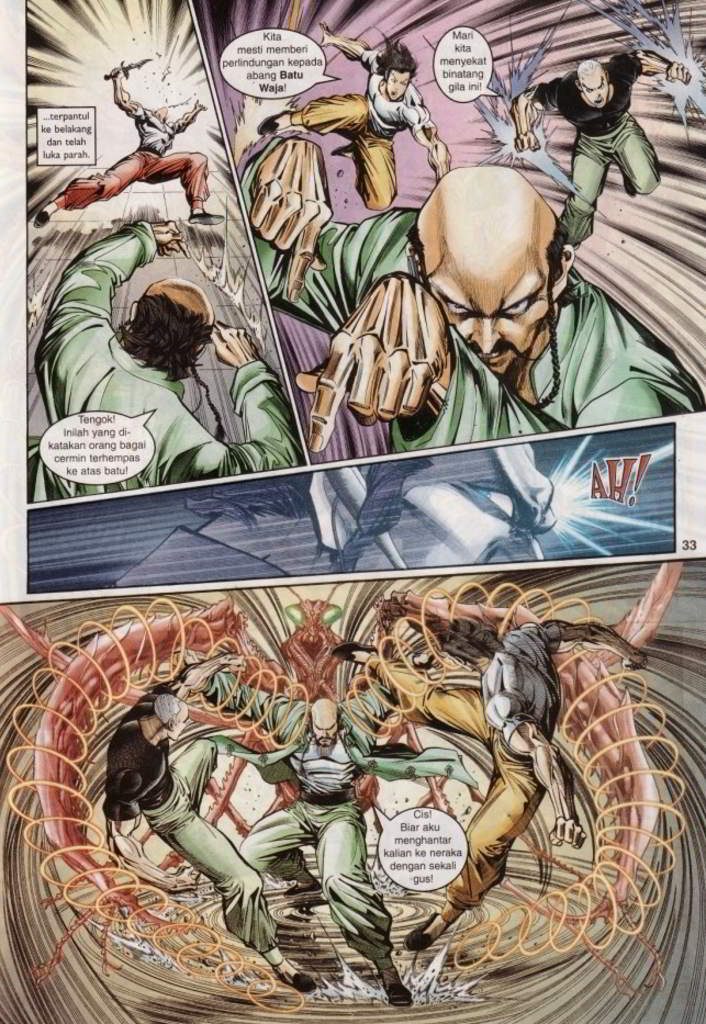 ...terpantul
ke belakang
dan telah
luka parah.
Tengok!
Inilah yang di-
katakan orang bagai
cermin terhempas
ke atas batu!
Kita
mesti memberi
perlindungan kepada
abang Batu
Waja!
Mari
kita
menyekat
binatang
gila ini!
AH!
33
Cis!
Biar aku
menghantar
kalian ke neraka
dengan sekali
gus!